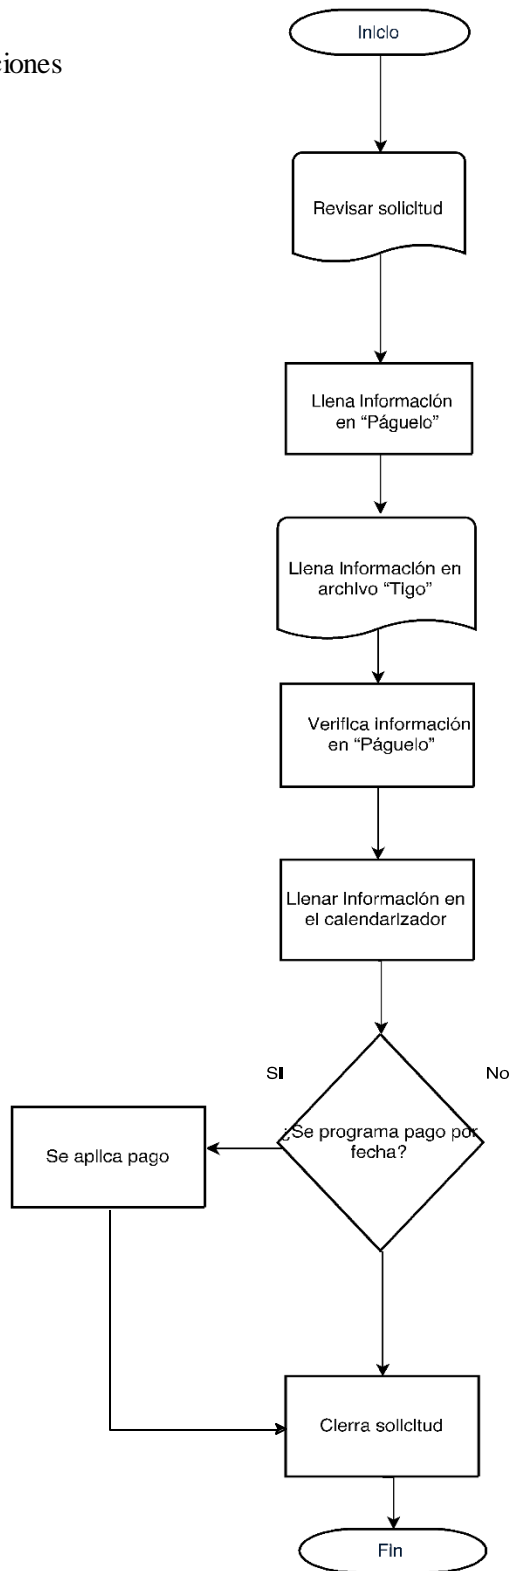 Inicio
ciones
Revisar solicitud
Llena Información
en “Páguelo”
Llena Información en
archivo “Tigo”
Verifica información
en “Páguelo”
Llenar Información en
el calendarizador
SI
No
¿Se programa pago por
fecha?
Se aplica pago
Cierra solicitud
Fin